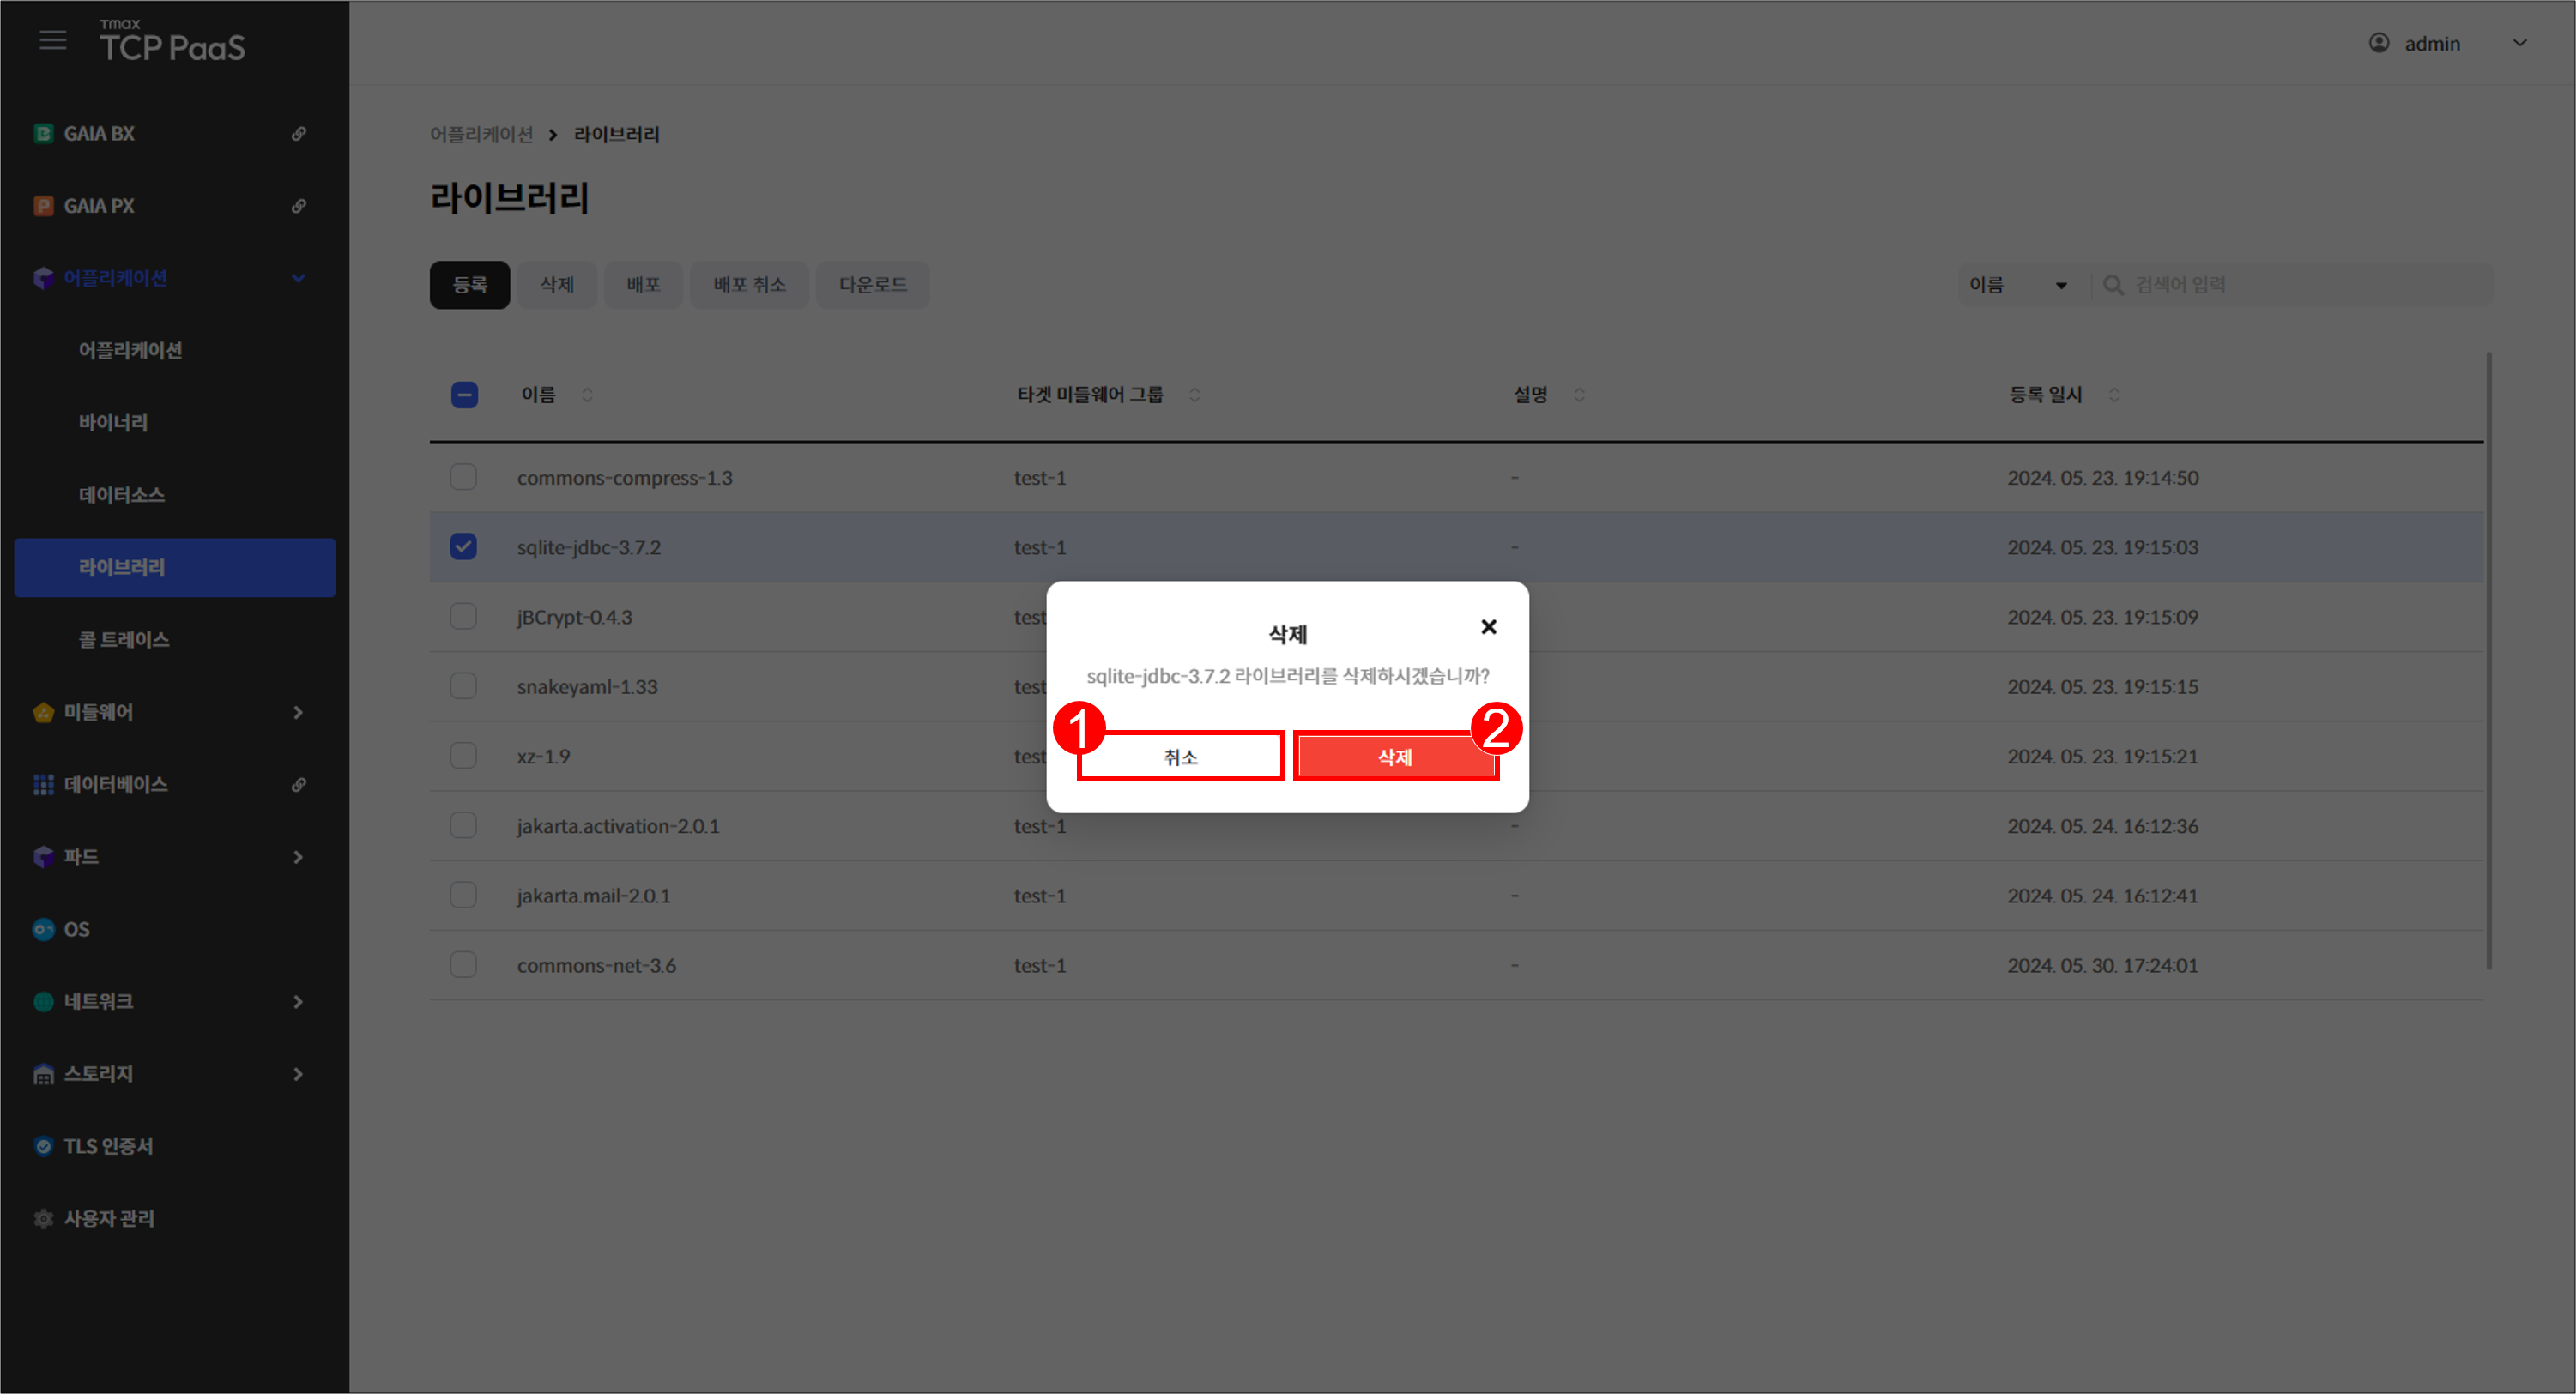 Tmax
TCP PaaS
admin
GAIA BX
GAIA PX
어플리케이션
어플리케이션
바이너리
데이터소스
라이브러리
콜 트레이스
미들웨어
데이터베이스
파드
OS
네트워크
스토리지
TLS 인증서
사용자 관리
어플리케이션 > 라이브러리
라이브러리
등록 삭제 배포 배포 취소 다운로드
이름 검색어 입력
이름 타겟 미들웨어 그룹 설명 등록 일시
commons-compress-1.3 test-1 - 2024. 05. 23. 19:14:50
sqlite-jdbc-3.7.2 test-1 - 2024. 05. 23. 19:15:03
jBCrypt-0.4.3 test 2024. 05. 23. 19:15:09
snakeyaml-1.33 test 2024. 05. 23. 19:15:15
xz-1.9 test 2024. 05. 23. 19:15:21
jakarta.activation-2.0.1 test-1 - 2024. 05. 24. 16:12:36
jakarta.mail-2.0.1 test-1 - 2024. 05. 24. 16:12:41
commons-net-3.6 test-1 - 2024. 05. 30. 17:24:01
삭제
sqlite-jdbc-3.7.2 라이브러리를 삭제하시겠습니까?
1 2
취소 삭제